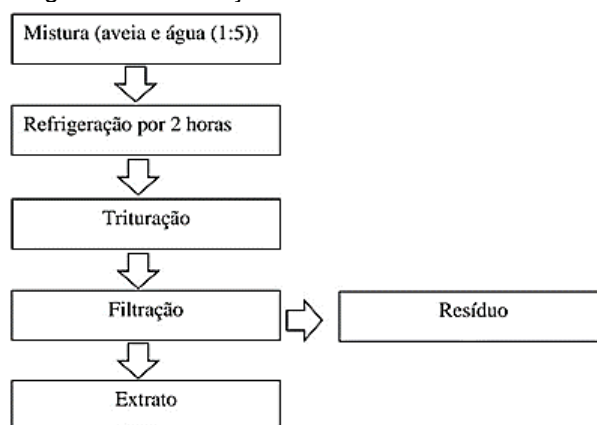 Mistura (aveia e água (1:5))
Refrigeração por 2 horas
Trituração
Filtração
Resíduo
Extrato